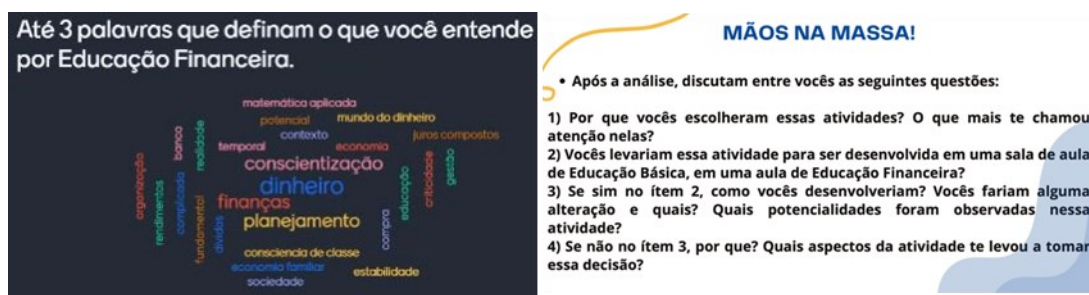 Até 3 palavras que definam o que você entende
por Educação Financeira.
matemática aplicada
potencial
mundo do dinheiro
contexto
juros compostos
banco
realidade
temporal
economia
organização
conscientização
criticidade
gestão
rendimentos
complicada
dinheiro
educação
fundamental
finanças
dívidas
planejamento
compra
consciencia de classe
economia familiar
estabilidade
sociedade
MÃOS NA MASSA!
• Após a análise, discutam entre vocês as seguintes questões:
1) Por que vocês escolheram essas atividades? O que mais te chamou
atenção nelas?
2) Vocês levariam essa atividade para ser desenvolvida em uma sala de aula
de Educação Básica, em uma aula de Educação Financeira?
3) Se sim no ítem 2, como vocês desenvolveriam? Vocês fariam alguma
alteração e quais? Quais potencialidades foram observadas nessa
atividade?
4) Se não no ítem 3, por que? Quais aspectos da atividade te levou a tomar
essa decisão?